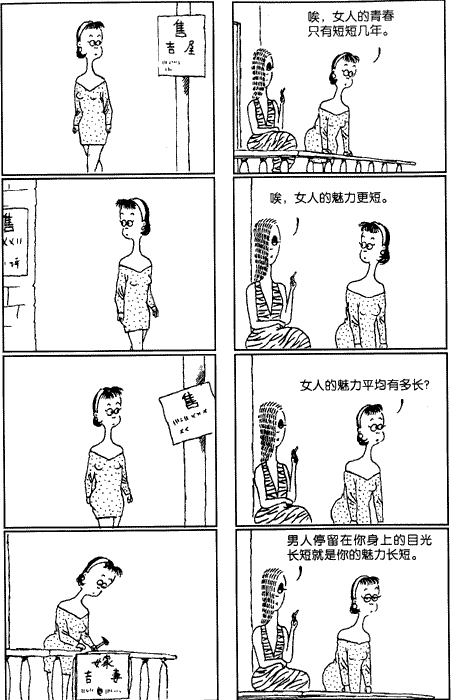 售
吉屋
售
坪
售
嫁
吉妻
唉，女人的青春
只有短短几年。
唉，女人的魅力更短。
女人的魅力平均有多长？
男人停留在你身上的目光
长短就是你的魅力长短。